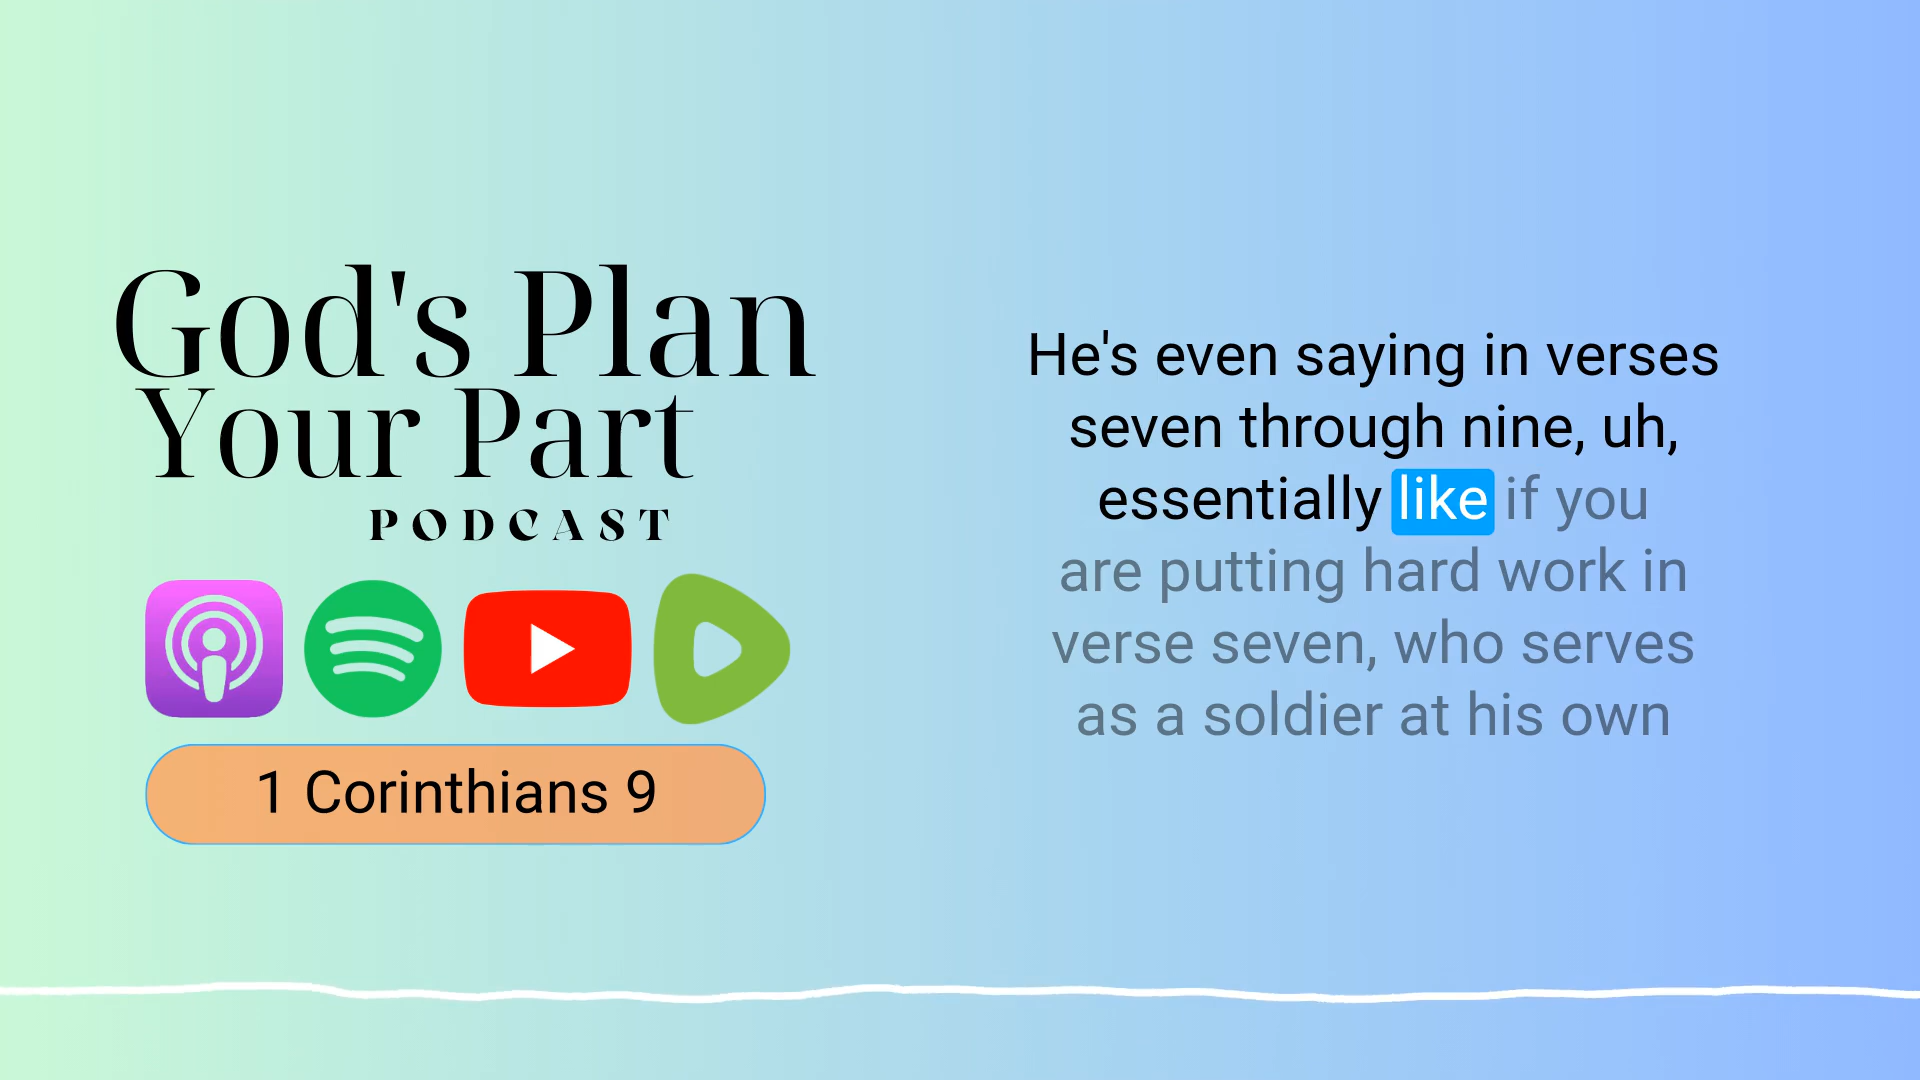 God's Plan
Your Part
PODCAST
1 Corinthians 9
He's even saying in verses
seven through nine, uh,
essentially like if you
are putting hard work in
verse seven, who serves
as a soldier at his own